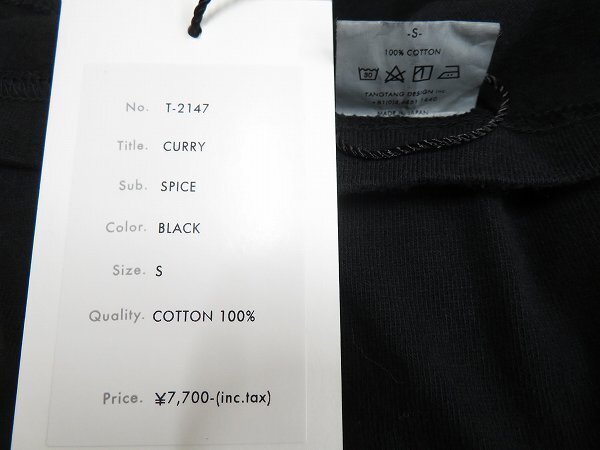 No. T-2147
Title. CURRY
Sub. SPICE
Color. BLACK
Size. S
Quality. COTTON 100%
Price. ¥7,700-(inc.tax)
-S-
100% COTTON
30
TANGTANG DESIGN inc.
MADE IN JAPAN